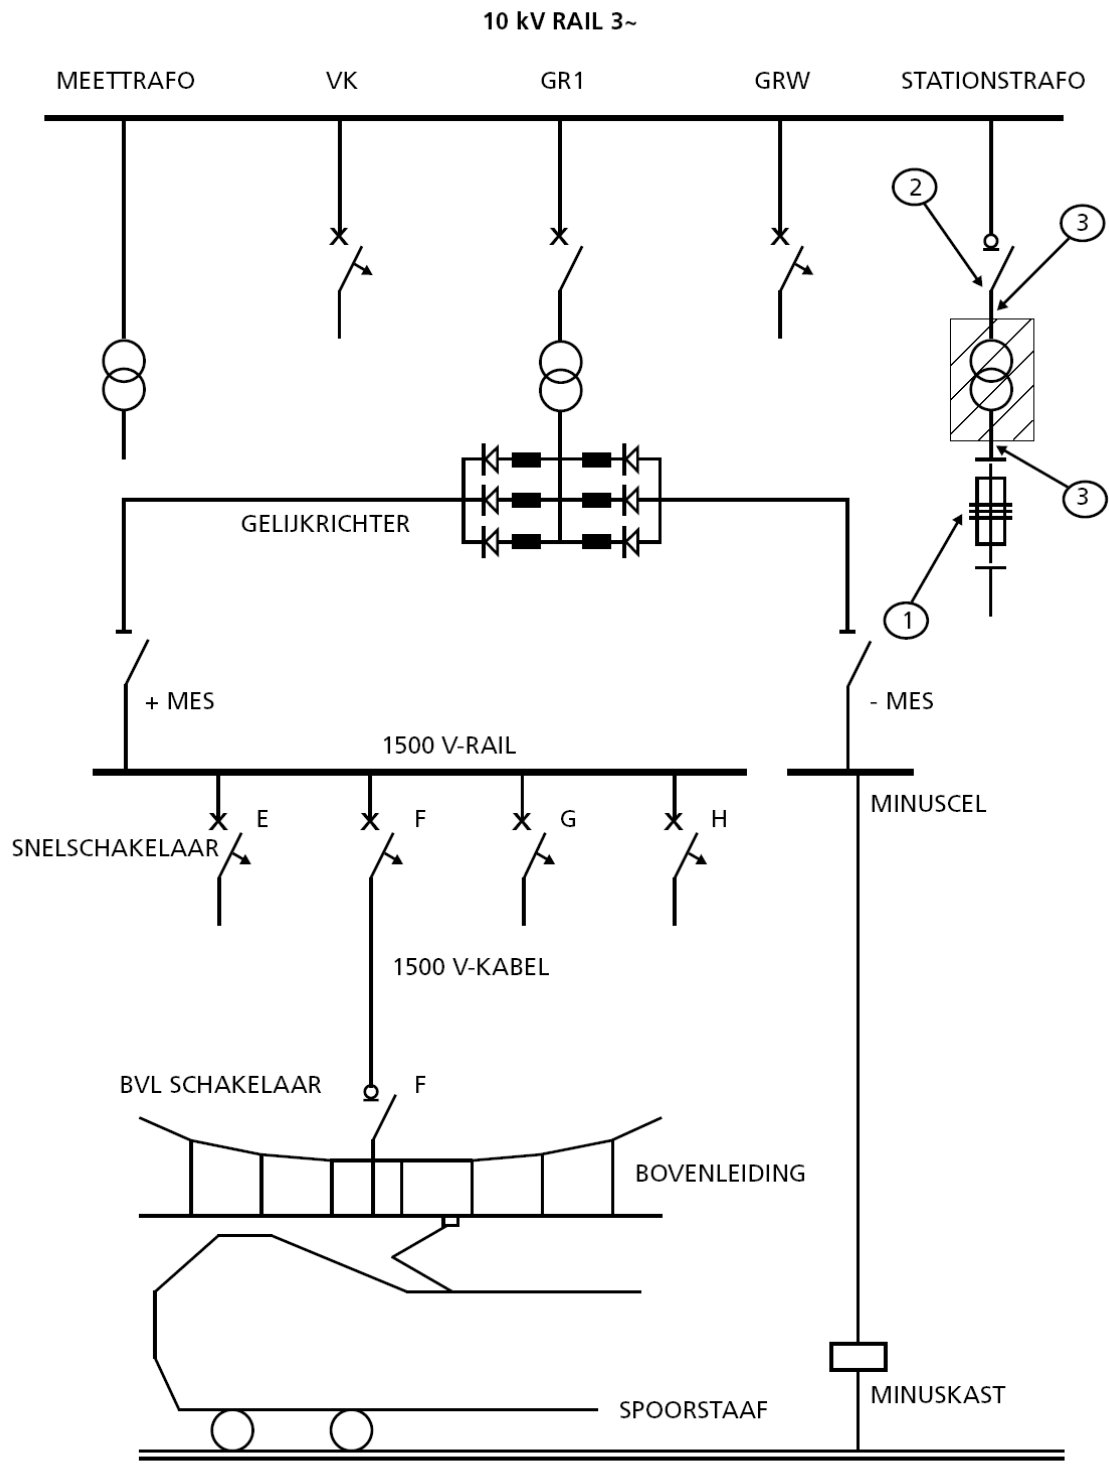 10 kV RAIL 3~
MEETTRAFO VK GR1 GRW STATIONSTRAFO
2
3
GELIJKRICHTER
3
1
+ MES
- MES
1500 V-RAIL
MINUSCEL
E F G H
SNELSCHAKELAAR
1500 V-KABEL
BVL SCHAKELAAR F
BOVENLEIDING
MINUSKAST
SPOORSTAAF